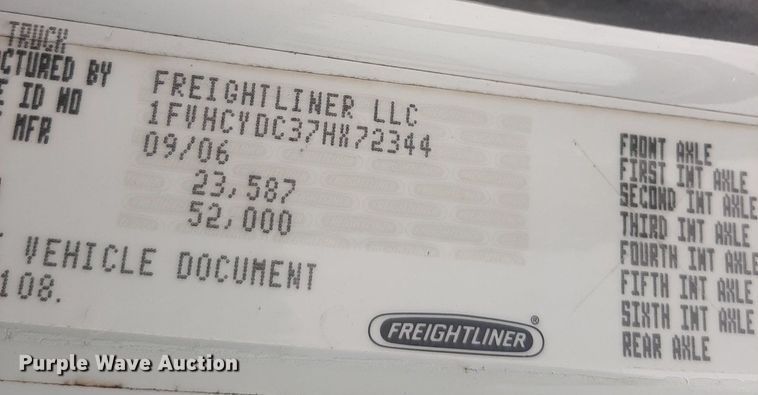 TRUCK
CTURED BY FREIGHTLINER LLC
E ID NO 1FVHCYDC37HX72344
MFR 09/06
23,587
52,000
VEHICLE DOCUMENT
108.
FREIGHTLINER®
FRONT AXLE
FIRST INT AXLE
SECOND INT AXLE
THIRD INT AXLE
FOURTH INT AXLE
FIFTH INT AXLE
SIXTH INT AXLE
REAR AXLE
Purple Wave Auction